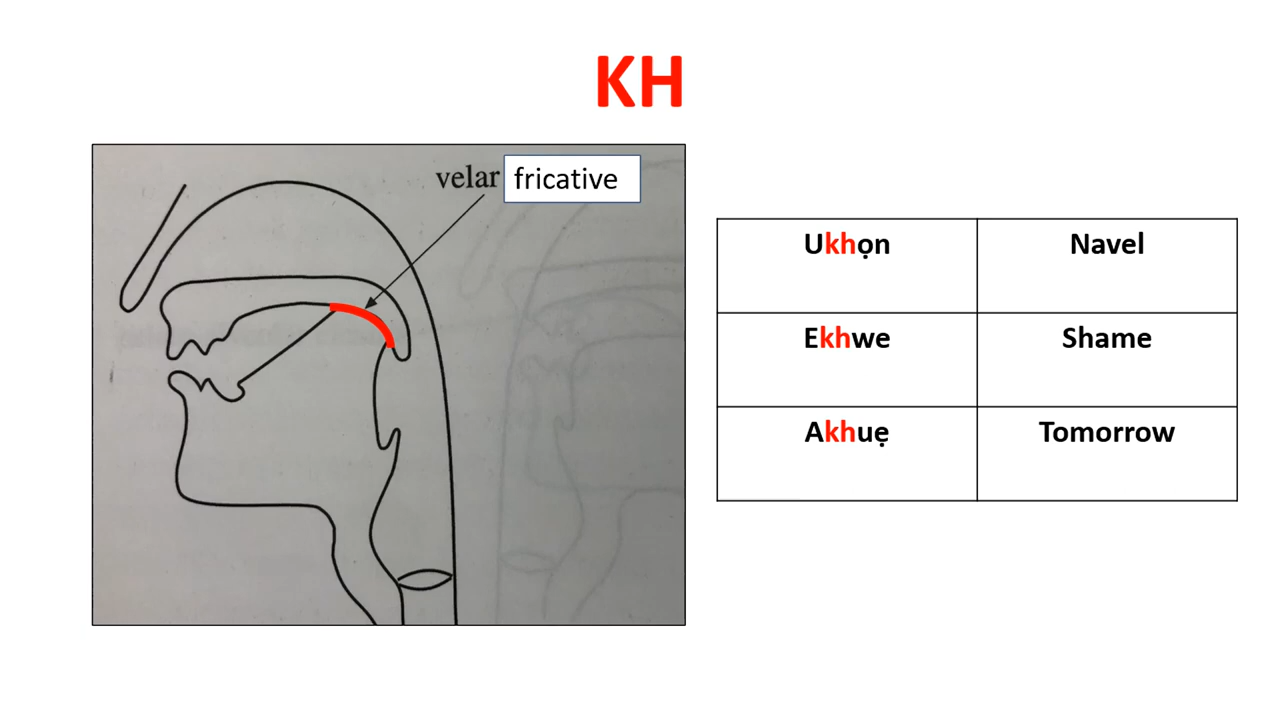 KH
velar fricative
Ukhọn Navel
Ekhwe Shame
Akhuẹ Tomorrow